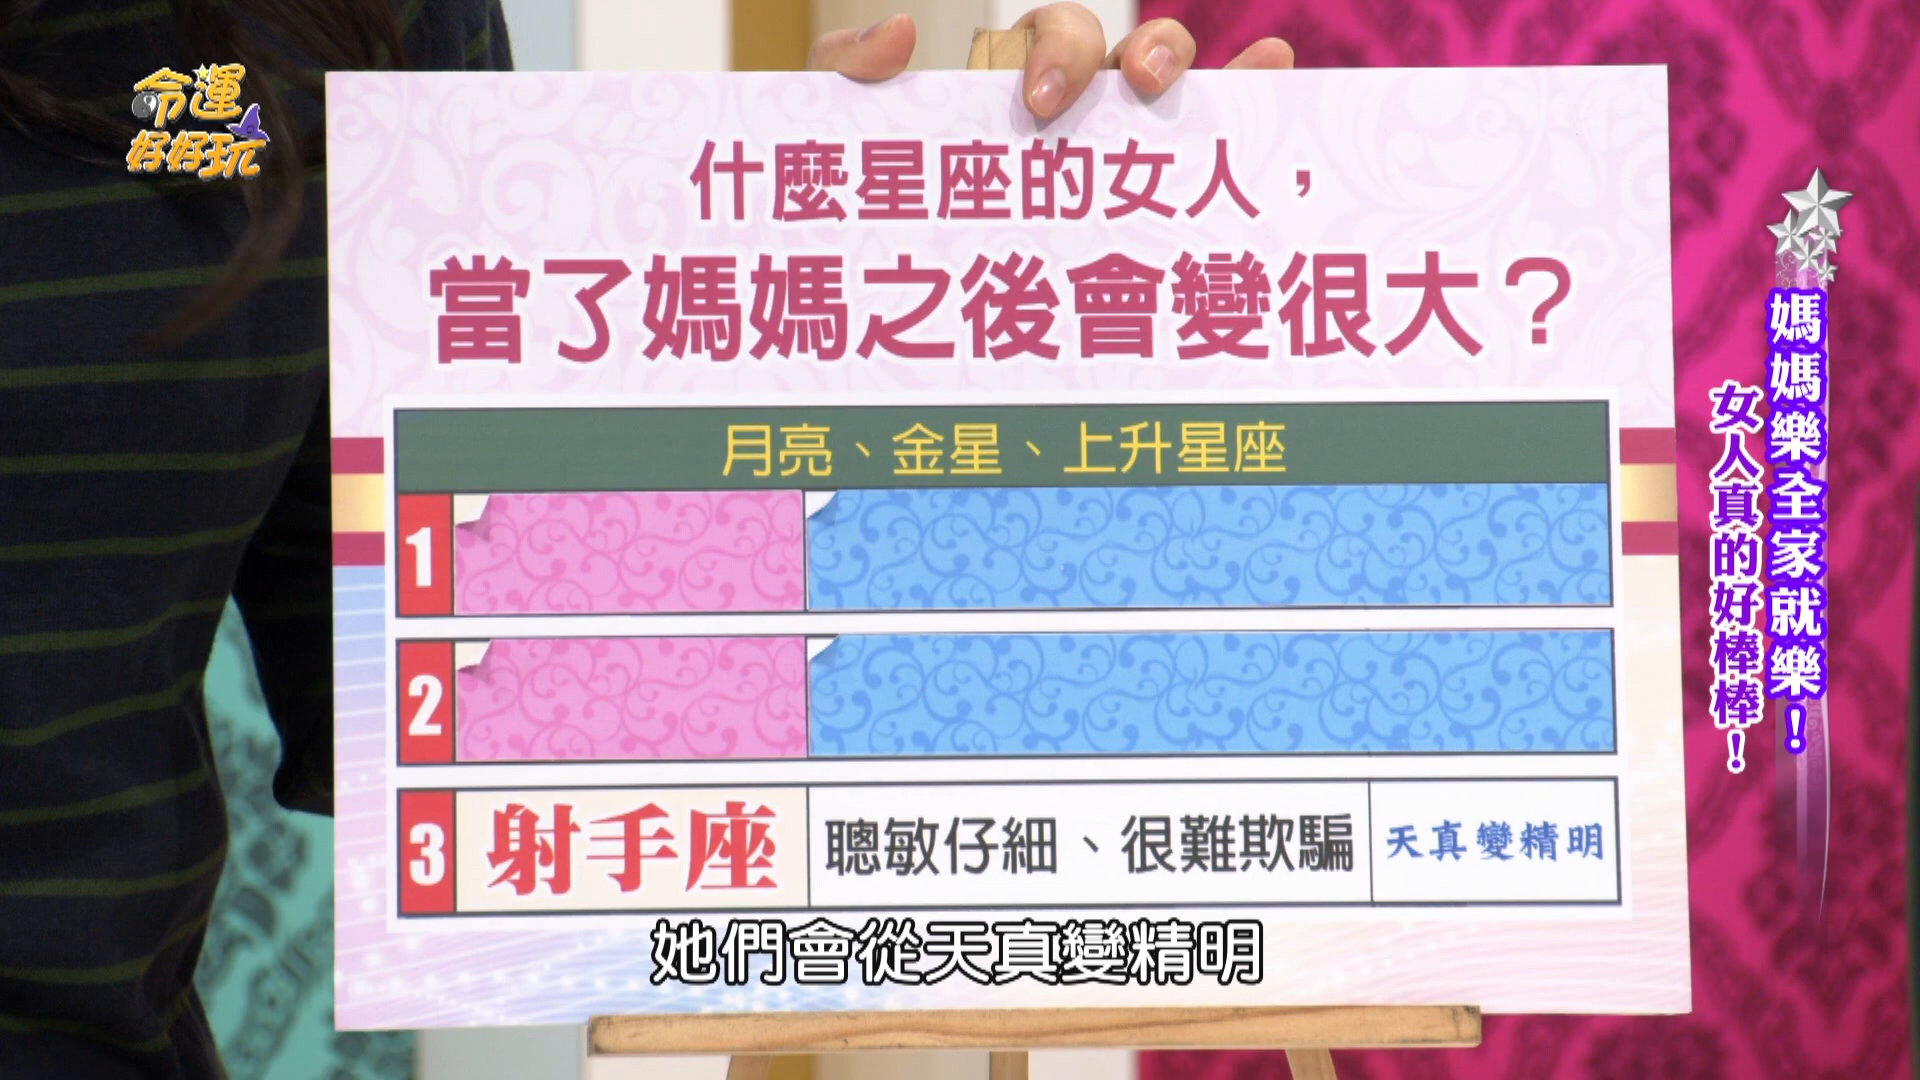 命運
好好玩
什麼星座的女人，
當了媽媽之後會變很大？
月亮、金星、上升星座
1
2
3 射手座 聰敏仔細、很難欺騙 天真變精明
她們會從天真變精明
媽媽樂全家就樂！
女人真的好棒棒！